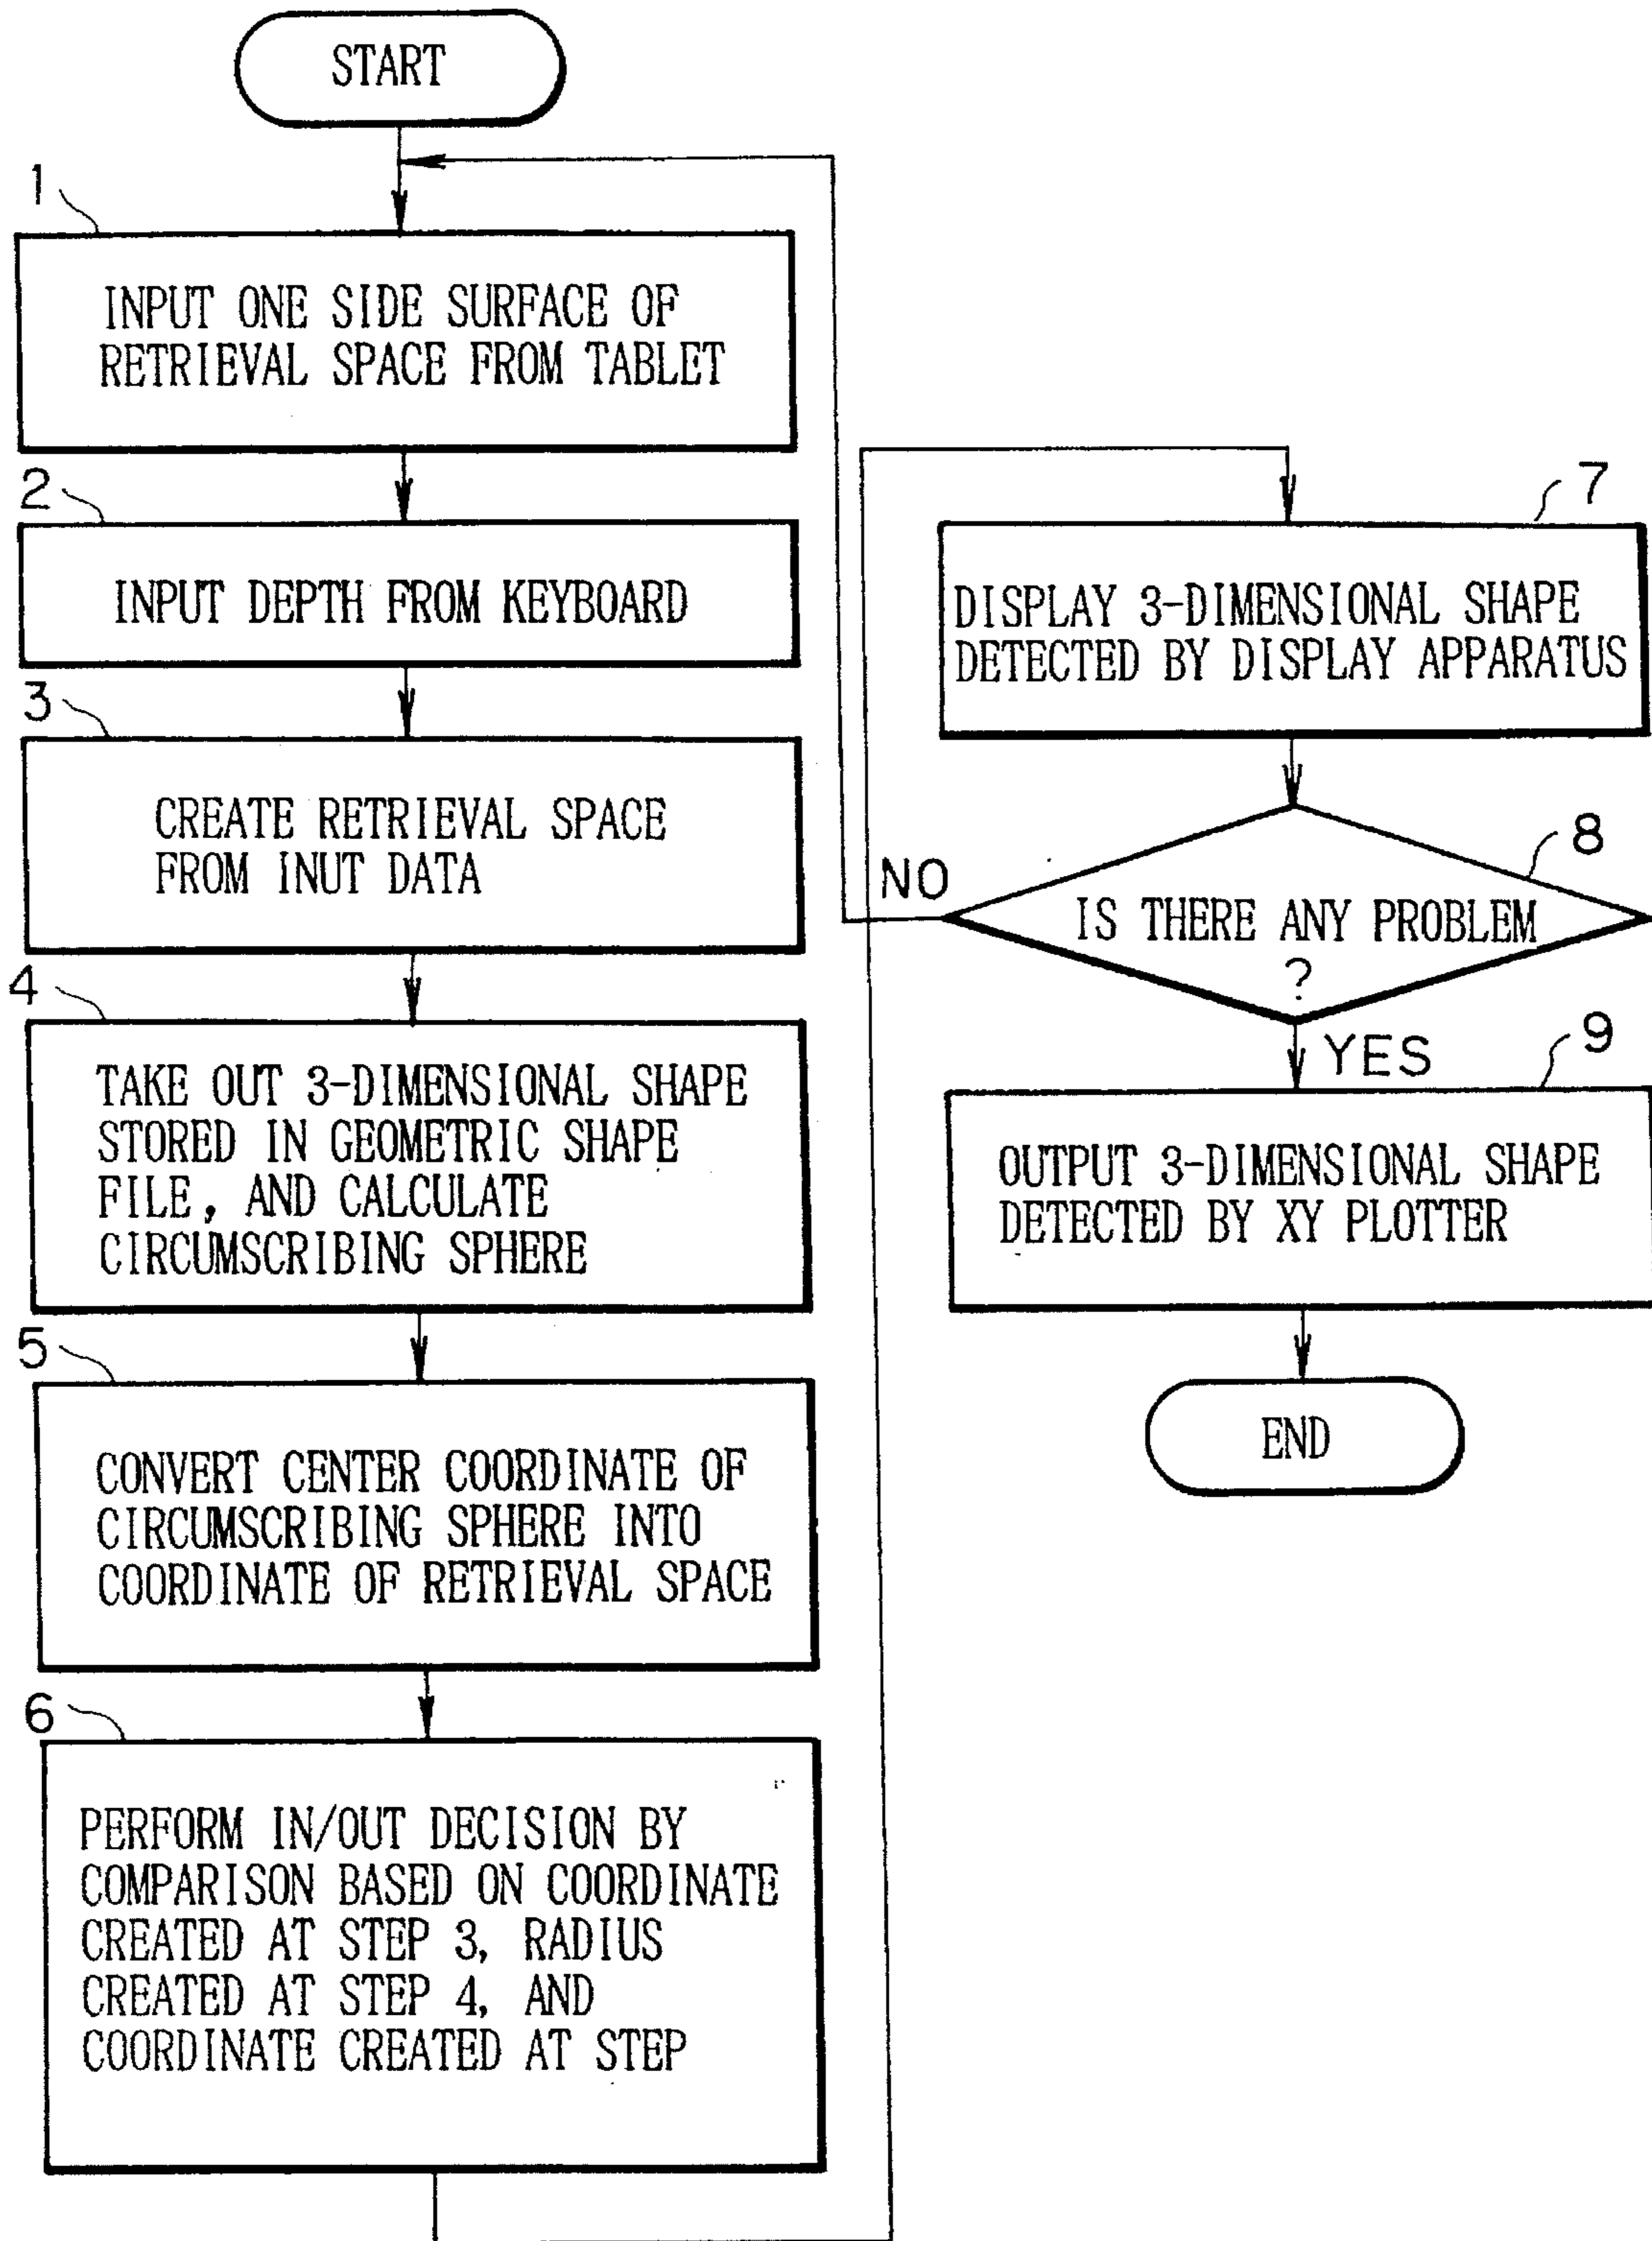 START
1
INPUT ONE SIDE SURFACE OF
RETRIEVAL SPACE FROM TABLET
2
INPUT DEPTH FROM KEYBOARD
3
CREATE RETRIEVAL SPACE
FROM INUT DATA
4
TAKE OUT 3-DIMENSIONAL SHAPE
STORED IN GEOMETRIC SHAPE
FILE, AND CALCULATE
CIRCUMSCRIBING SPHERE
5
CONVERT CENTER COORDINATE OF
CIRCUMSCRIBING SPHERE INTO
COORDINATE OF RETRIEVAL SPACE
6
PERFORM IN/OUT DECISION BY
COMPARISON BASED ON COORDINATE
CREATED AT STEP 3, RADIUS
CREATED AT STEP 4, AND
COORDINATE CREATED AT STEP
7
DISPLAY 3-DIMENSIONAL SHAPE
DETECTED BY DISPLAY APPARATUS
8
NO
IS THERE ANY PROBLEM
?
YES
9
OUTPUT 3-DIMENSIONAL SHAPE
DETECTED BY XY PLOTTER
END